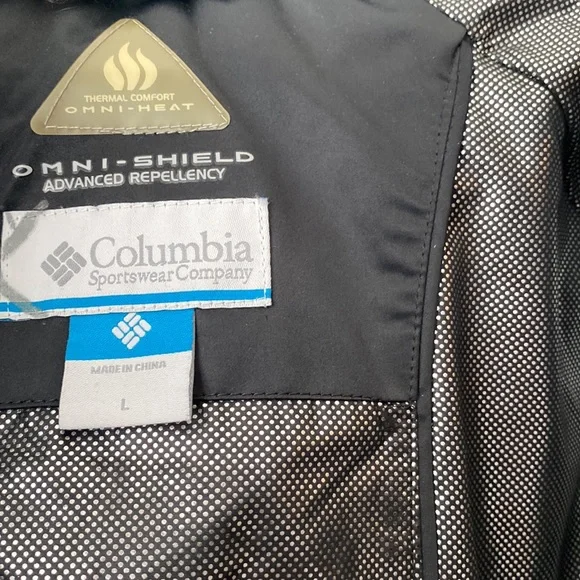 THERMAL COMFORT
OMNI-HEAT
OMNI-SHIELD
ADVANCED REPELLENCY
Columbia
Sportswear Company
MADE IN CHINA
L